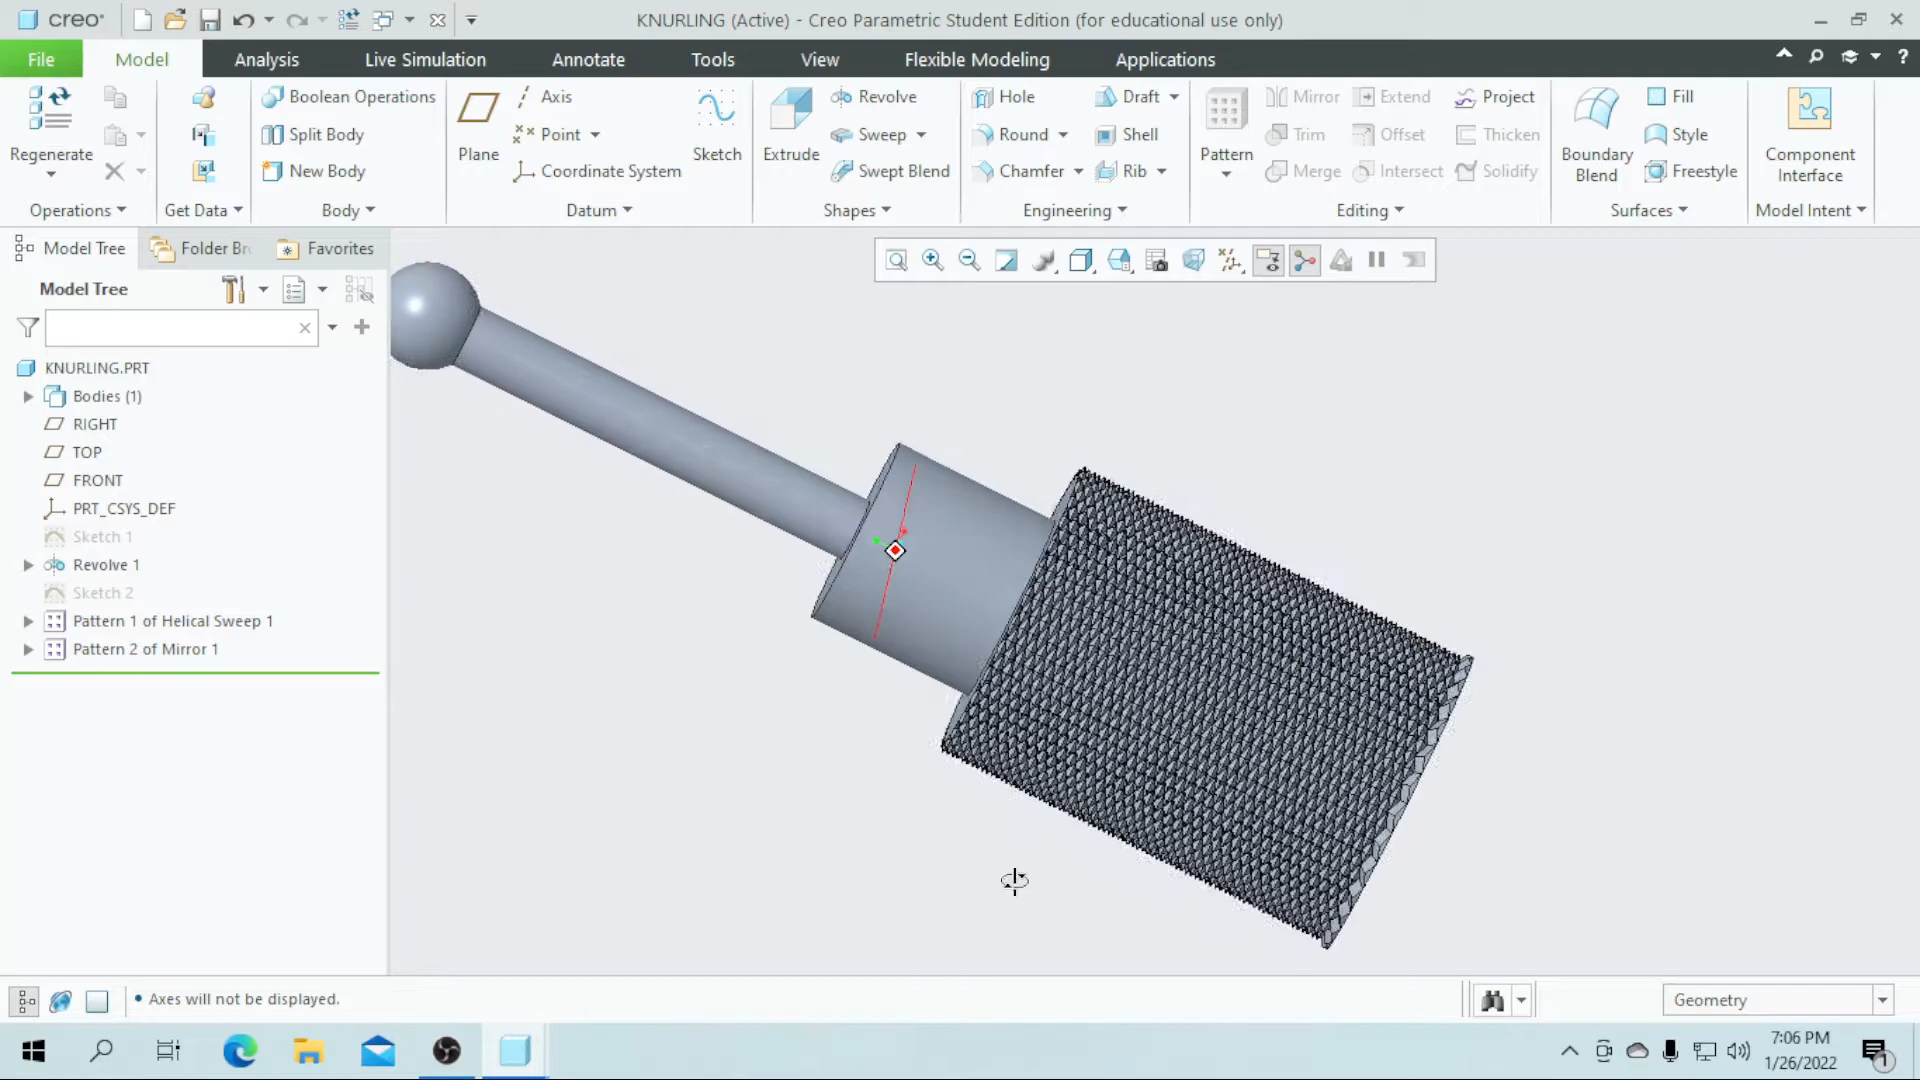 creo® KNURLING (Active) - Creo Parametric Student Edition (for educational use only)
File Model Analysis Live Simulation Annotate Tools View Flexible Modeling Applications
Boolean Operations Axis Revolve Hole Draft Mirror Extend Project Fill
Split Body Point Sweep Round Shell Trim Offset Thicken Style
Regenerate Plane Sketch Extrude Pattern Boundary Blend Component Interface
New Body Coordinate System Swept Blend Chamfer Rib Merge Intersect Solidify Freestyle
Operations Get Data Body Datum Shapes Engineering Editing Surfaces Model Intent
Model Tree Folder Br Favorites
Model Tree
KNURLING.PRT
Bodies (1)
RIGHT
TOP
FRONT
PRT_CSYS_DEF
Sketch 1
Revolve 1
Sketch 2
Pattern 1 of Helical Sweep 1
Pattern 2 of Mirror 1
• Axes will not be displayed.
Geometry
7:06 PM
1/26/2022
1